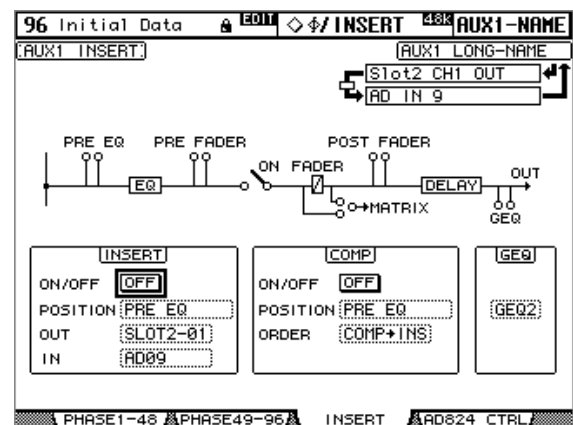 96 Initial Data EDIT ϕ/INSERT 48K AUX1-NAME
AUX1 INSERT AUX1 LONG-NAME
Slot2 CH1 OUT
AD IN 9
PRE EQ PRE FADER POST FADER
ON FADER OUT
EQ DELAY
MATRIX
GEQ
INSERT
ON/OFF OFF
POSITION PRE EQ
OUT SLOT2-01
IN AD09
COMP
ON/OFF OFF
POSITION PRE EQ
ORDER COMP→INS
GEQ
GEQ2
PHASE1-48 PHASE49-96 INSERT AD824 CTRL